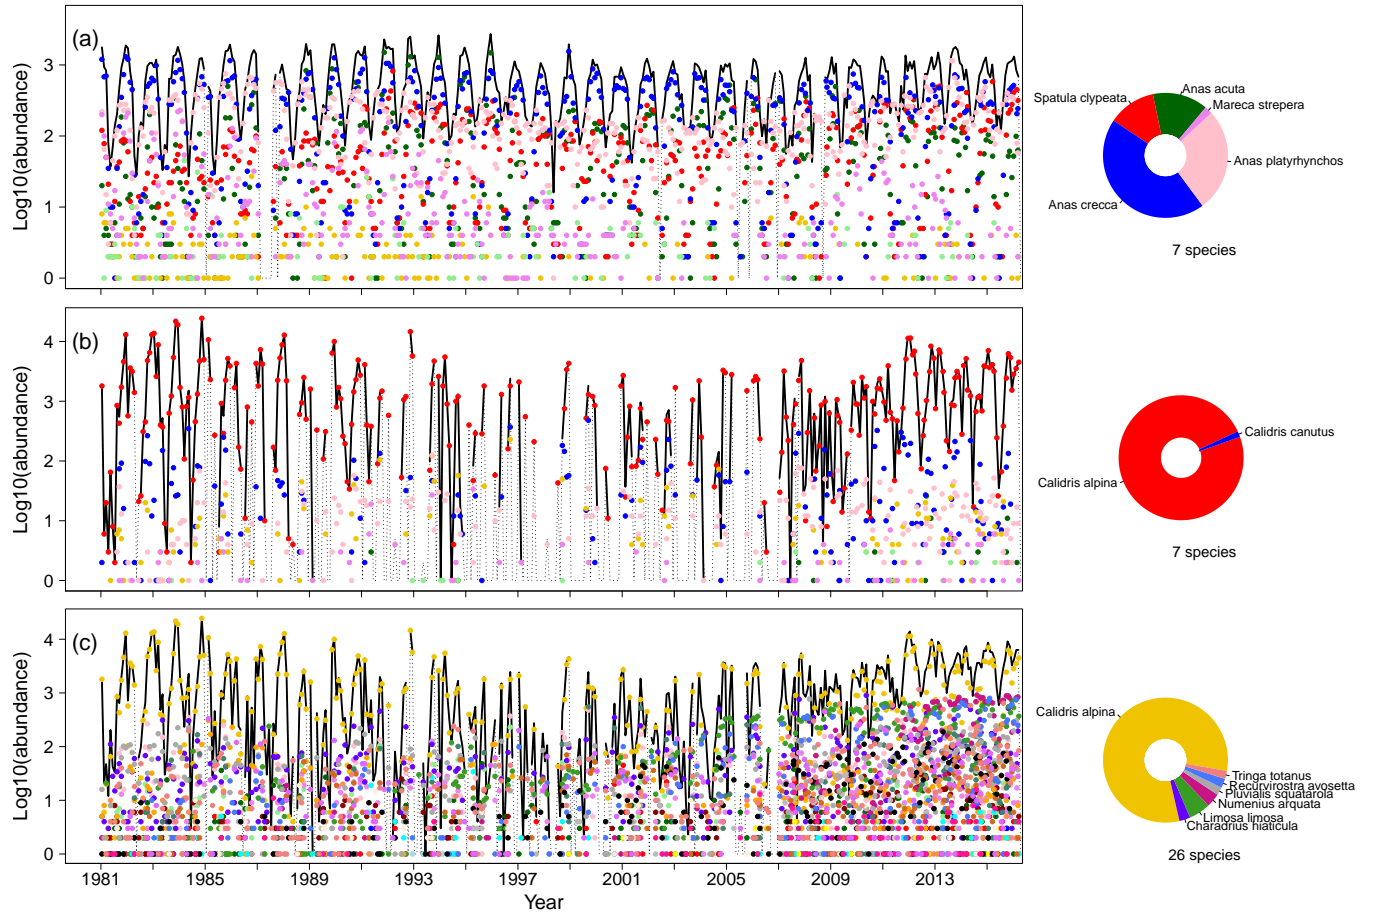 (a)
Log10(abundance)
3
2
1
0
Anas acuta
Spatula clypeata
Mareca strepera
Anas platyrhynchos
Anas crecca
7 species
(b)
Log10(abundance)
4
3
2
1
0
Calidris canutus
Calidris alpina
7 species
(c)
Log10(abundance)
4
3
2
1
0
1981 1985 1989 1993 1997 2001 2005 2009 2013
Year
Calidris alpina
Tringa totanus
Recurvirostra avosetta
Pluvialis squatarola
Numenius arquata
Limosa limosa
Charadrius hiaticula
26 species